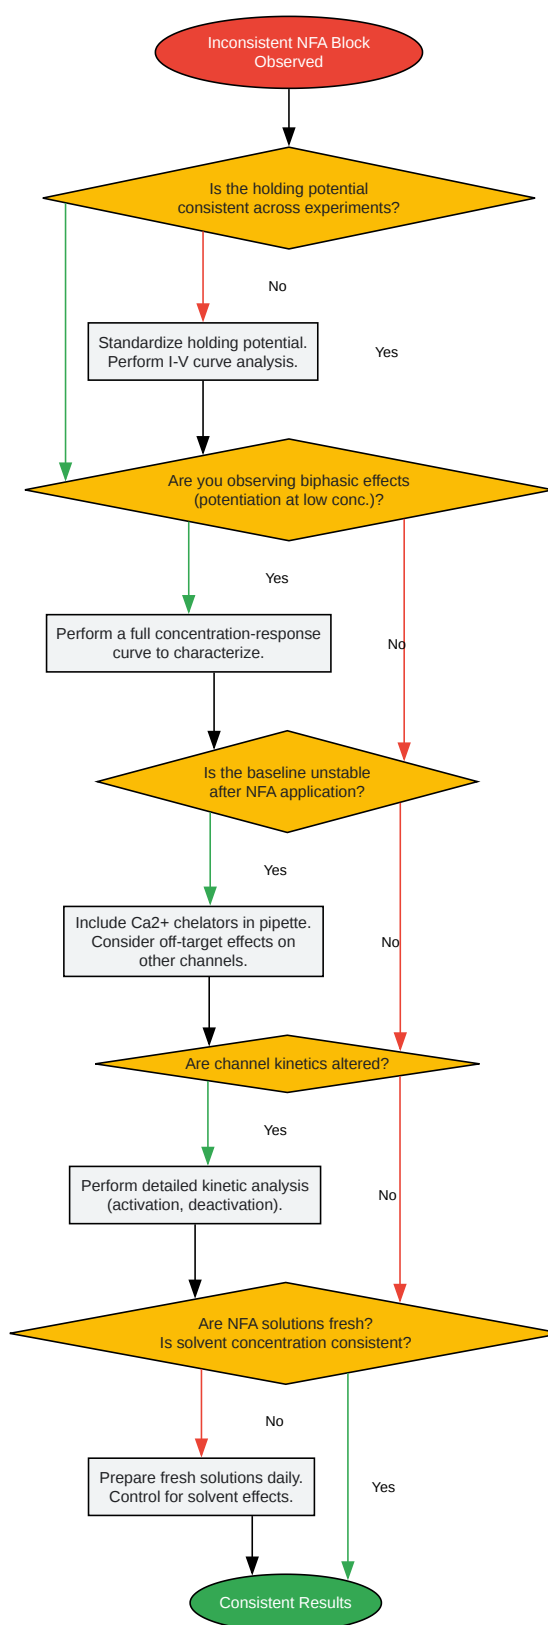 Inconsistent NFA Block
Observed
Is the holding potential
consistent across experiments?
No
Standardize holding potential.
Perform I-V curve analysis.
Yes
Are you observing biphasic effects
(potentiation at low conc.)?
Yes
Perform a full concentration-response
curve to characterize.
No
Is the baseline unstable
after NFA application?
Yes
Include Ca2+ chelators in pipette.
Consider off-target effects on
other channels.
No
Are channel kinetics altered?
Yes
Perform detailed kinetic analysis
(activation, deactivation).
No
Are NFA solutions fresh?
Is solvent concentration consistent?
No
Prepare fresh solutions daily.
Control for solvent effects.
Yes
Consistent Results